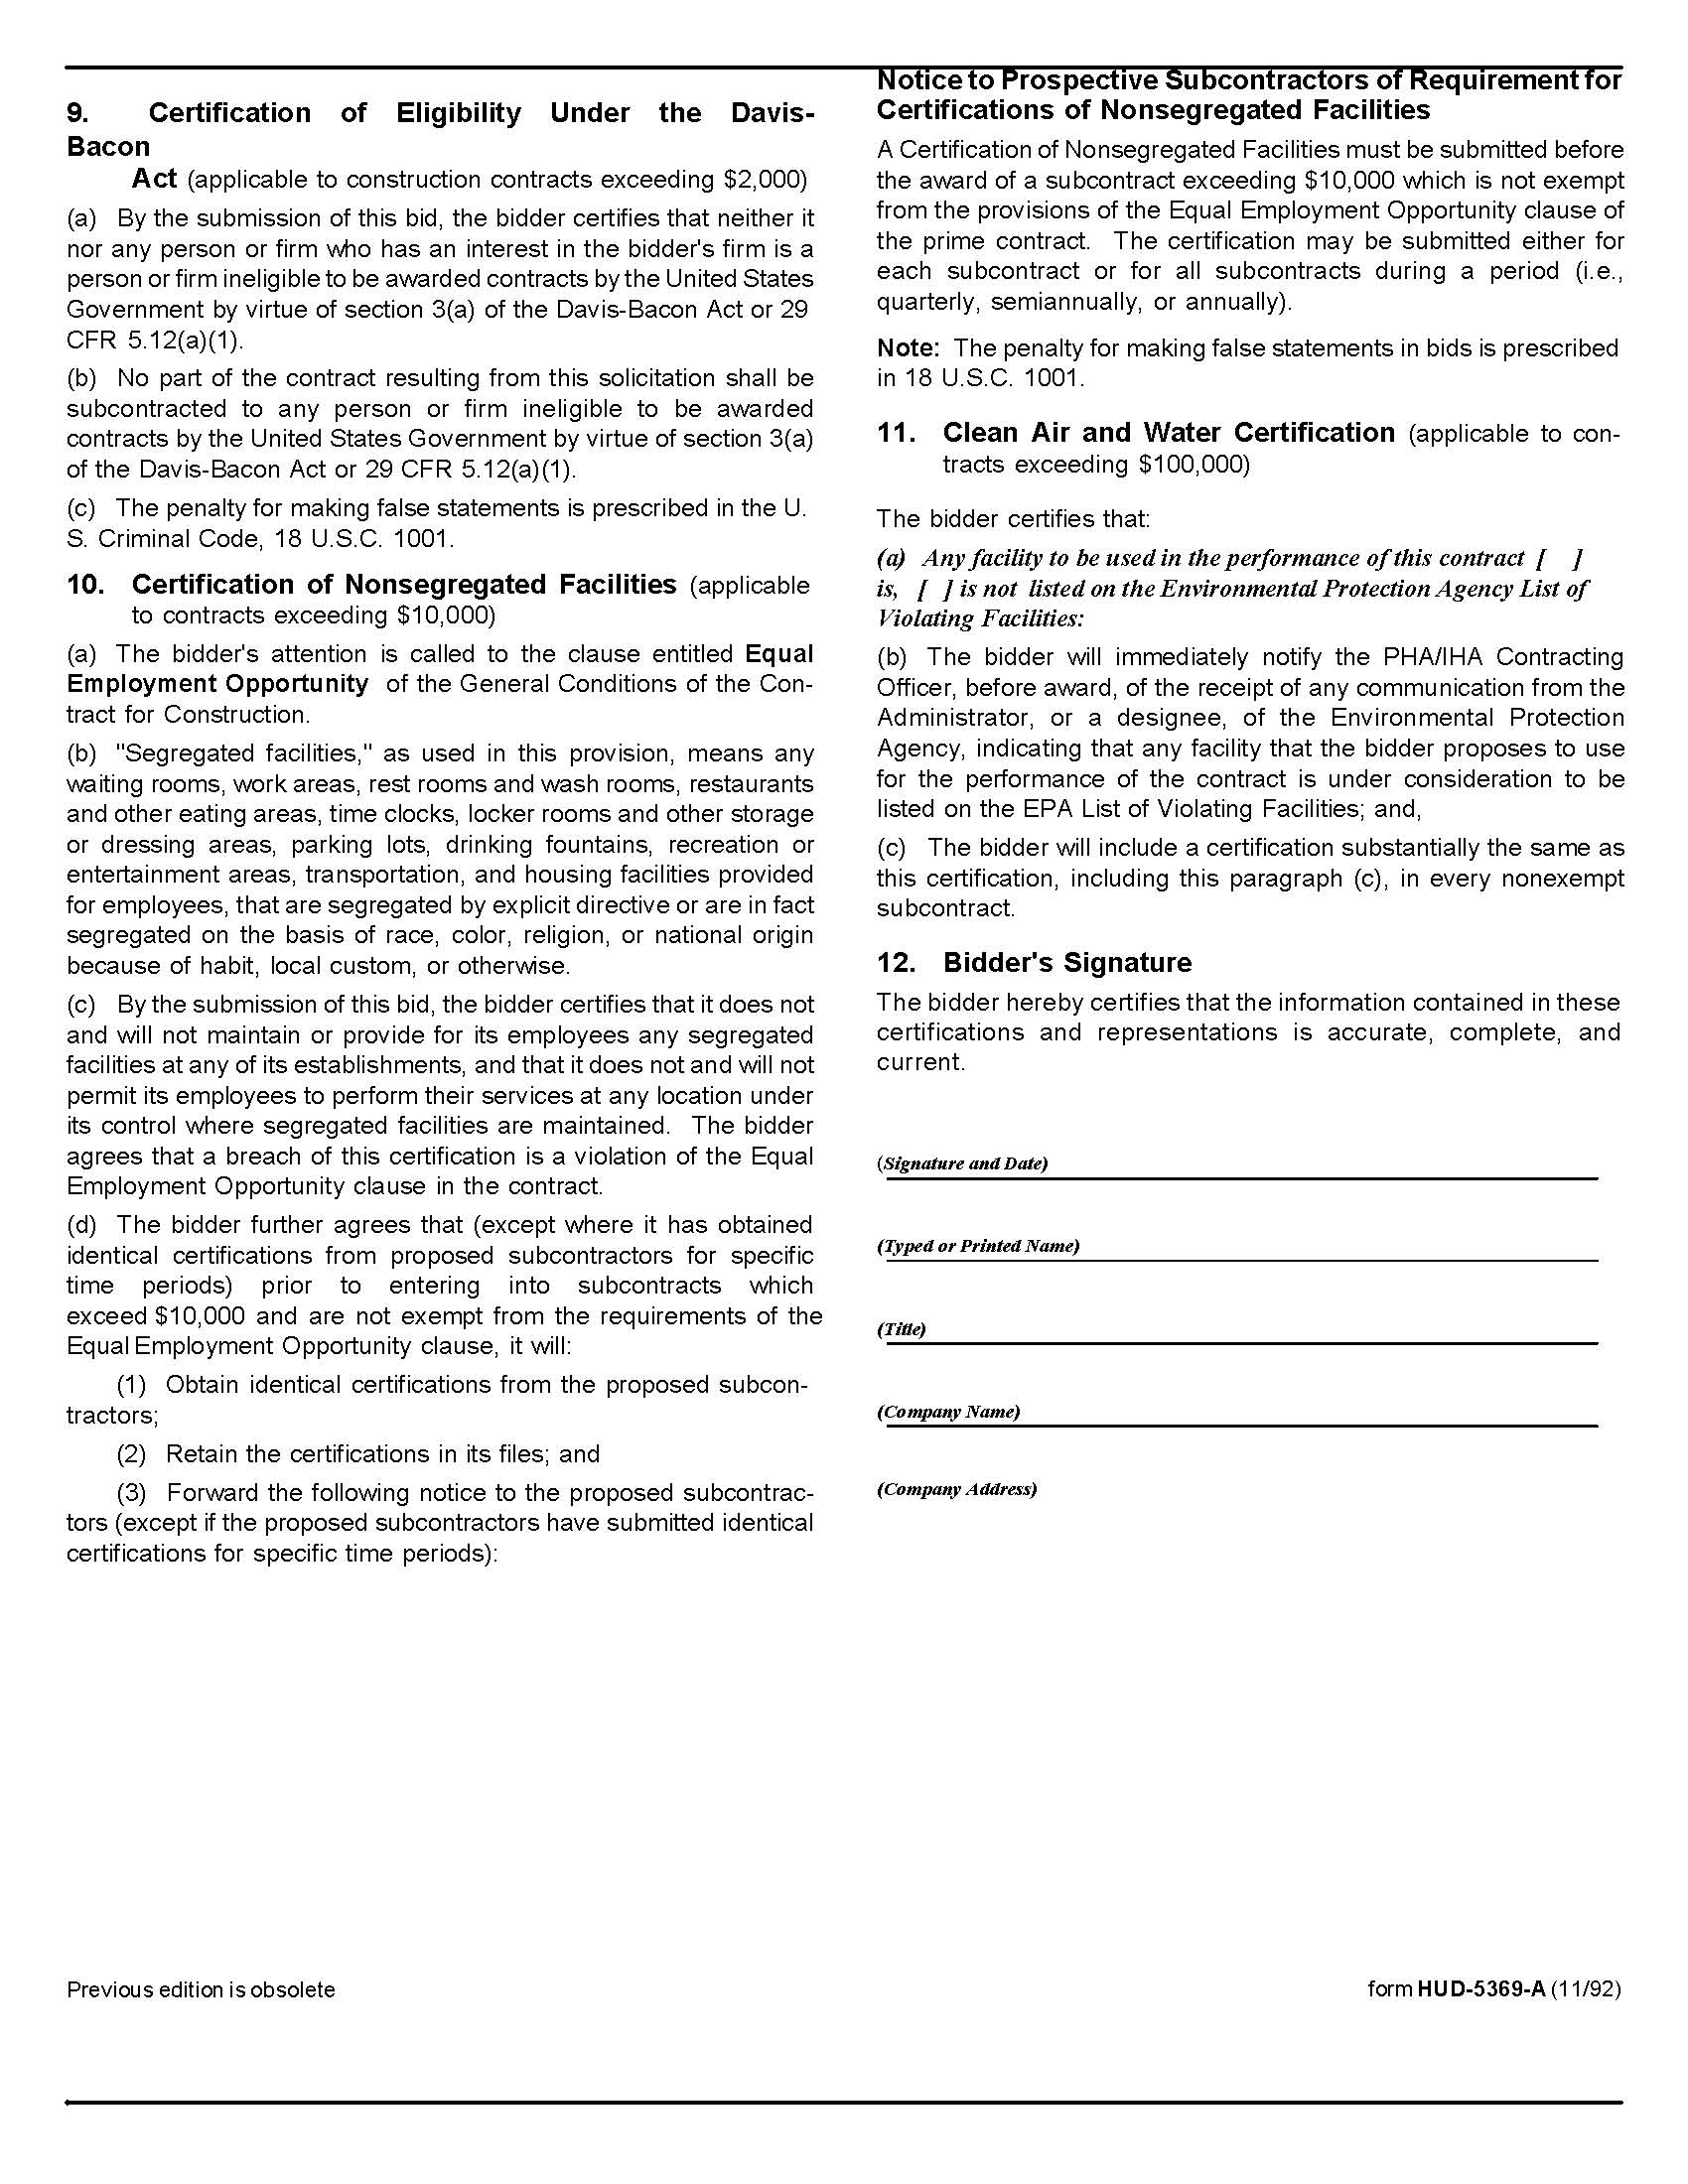 9. Certification of Eligibility Under the Davis-
Bacon
Act (applicable to construction contracts exceeding $2,000)
(a) By the submission of this bid, the bidder certifies that neither it
nor any person or firm who has an interest in the bidder's firm is a
person or firm ineligible to be awarded contracts by the United States
Government by virtue of section 3(a) of the Davis-Bacon Act or 29
CFR 5.12(a)(1).
(b) No part of the contract resulting from this solicitation shall be
subcontracted to any person or firm ineligible to be awarded
contracts by the United States Government by virtue of section 3(a)
of the Davis-Bacon Act or 29 CFR 5.12(a)(1).
(c) The penalty for making false statements is prescribed in the U.
S. Criminal Code, 18 U.S.C. 1001.
10. Certification of Nonsegregated Facilities (applicable
to contracts exceeding $10,000)
(a) The bidder's attention is called to the clause entitled Equal
Employment Opportunity of the General Conditions of the Con-
tract for Construction.
(b) "Segregated facilities," as used in this provision, means any
waiting rooms, work areas, rest rooms and wash rooms, restaurants
and other eating areas, time clocks, locker rooms and other storage
or dressing areas, parking lots, drinking fountains, recreation or
entertainment areas, transportation, and housing facilities provided
for employees, that are segregated by explicit directive or are in fact
segregated on the basis of race, color, religion, or national origin
because of habit, local custom, or otherwise.
(c) By the submission of this bid, the bidder certifies that it does not
and will not maintain or provide for its employees any segregated
facilities at any of its establishments, and that it does not and will not
permit its employees to perform their services at any location under
its control where segregated facilities are maintained. The bidder
agrees that a breach of this certification is a violation of the Equal
Employment Opportunity clause in the contract.
(d) The bidder further agrees that (except where it has obtained
identical certifications from proposed subcontractors for specific
time periods) prior to entering into subcontracts which
exceed $10,000 and are not exempt from the requirements of the
Equal Employment Opportunity clause, it will:
(1) Obtain identical certifications from the proposed subcon-
tractors;
(2) Retain the certifications in its files; and
(3) Forward the following notice to the proposed subcontrac-
tors (except if the proposed subcontractors have submitted identical
certifications for specific time periods):
Notice to Prospective Subcontractors of Requirement for
Certifications of Nonsegregated Facilities
A Certification of Nonsegregated Facilities must be submitted before
the award of a subcontract exceeding $10,000 which is not exempt
from the provisions of the Equal Employment Opportunity clause of
the prime contract. The certification may be submitted either for
each subcontract or for all subcontracts during a period (i.e.,
quarterly, semiannually, or annually).
Note: The penalty for making false statements in bids is prescribed
in 18 U.S.C. 1001.
11. Clean Air and Water Certification (applicable to con-
tracts exceeding $100,000)
The bidder certifies that:
(a) Any facility to be used in the performance of this contract [ ]
is, [ ] is not listed on the Environmental Protection Agency List of
Violating Facilities:
(b) The bidder will immediately notify the PHA/IHA Contracting
Officer, before award, of the receipt of any communication from the
Administrator, or a designee, of the Environmental Protection
Agency, indicating that any facility that the bidder proposes to use
for the performance of the contract is under consideration to be
listed on the EPA List of Violating Facilities; and,
(c) The bidder will include a certification substantially the same as
this certification, including this paragraph (c), in every nonexempt
subcontract.
12. Bidder's Signature
The bidder hereby certifies that the information contained in these
certifications and representations is accurate, complete, and
current.
(Signature and Date)
(Typed or Printed Name)
(Title)
(Company Name)
(Company Address)
Previous edition is obsolete
form HUD-5369-A (11/92)